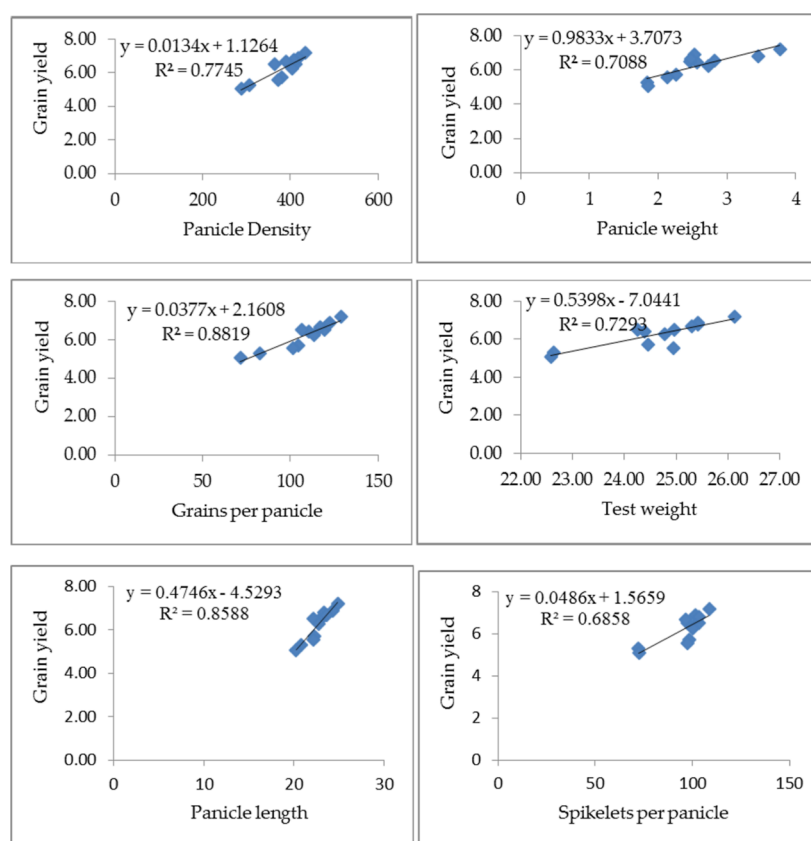 8.00
6.00
4.00
2.00
0.00
Grain yield
y = 0.0134x + 1.1264
R² = 0.7745
0 200 400 600
Panicle Density
8.00
6.00
4.00
2.00
0.00
Grain yield
y = 0.9833x + 3.7073
R² = 0.7088
0 1 2 3 4
Panicle weight
8.00
6.00
4.00
2.00
0.00
Grain yield
y = 0.0377x + 2.1608
R² = 0.8819
0 50 100 150
Grains per panicle
8.00
6.00
4.00
2.00
0.00
Grain yield
y = 0.5398x - 7.0441
R² = 0.7293
22.00 23.00 24.00 25.00 26.00 27.00
Test weight
8.00
6.00
4.00
2.00
0.00
Grain yield
y = 0.4746x - 4.5293
R² = 0.8588
0 10 20 30
Panicle length
8
6
4
2
0
Grain yield
y = 0.0486x + 1.5659
R² = 0.6858
0 50 100 150
Spikelets per panicle